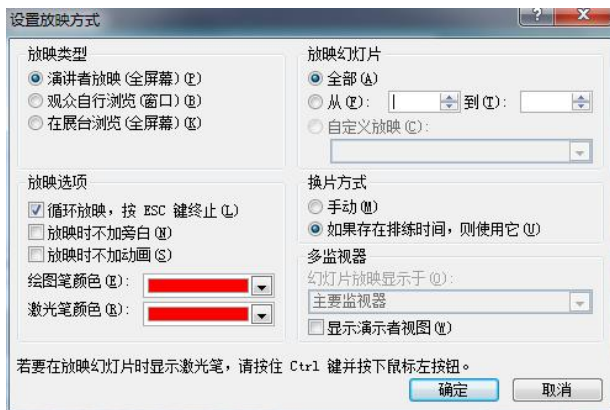 设置放映方式
放映类型
演讲者放映(全屏幕)(P)
观众自行浏览(窗口)(B)
在展台浏览(全屏幕)(K)
放映选项
循环放映，按 ESC 键终止(L)
放映时不加旁白(N)
放映时不加动画(S)
绘图笔颜色(E):
激光笔颜色(R):
放映幻灯片
全部(A)
从(F): 到(T):
自定义放映(C):
换片方式
手动(M)
如果存在排练时间，则使用它(U)
多监视器
幻灯片放映显示于(O):
主要监视器
显示演示者视图(W)
若要在放映幻灯片时显示激光笔，请按住 Ctrl 键并按下鼠标左按钮。
确定 取消